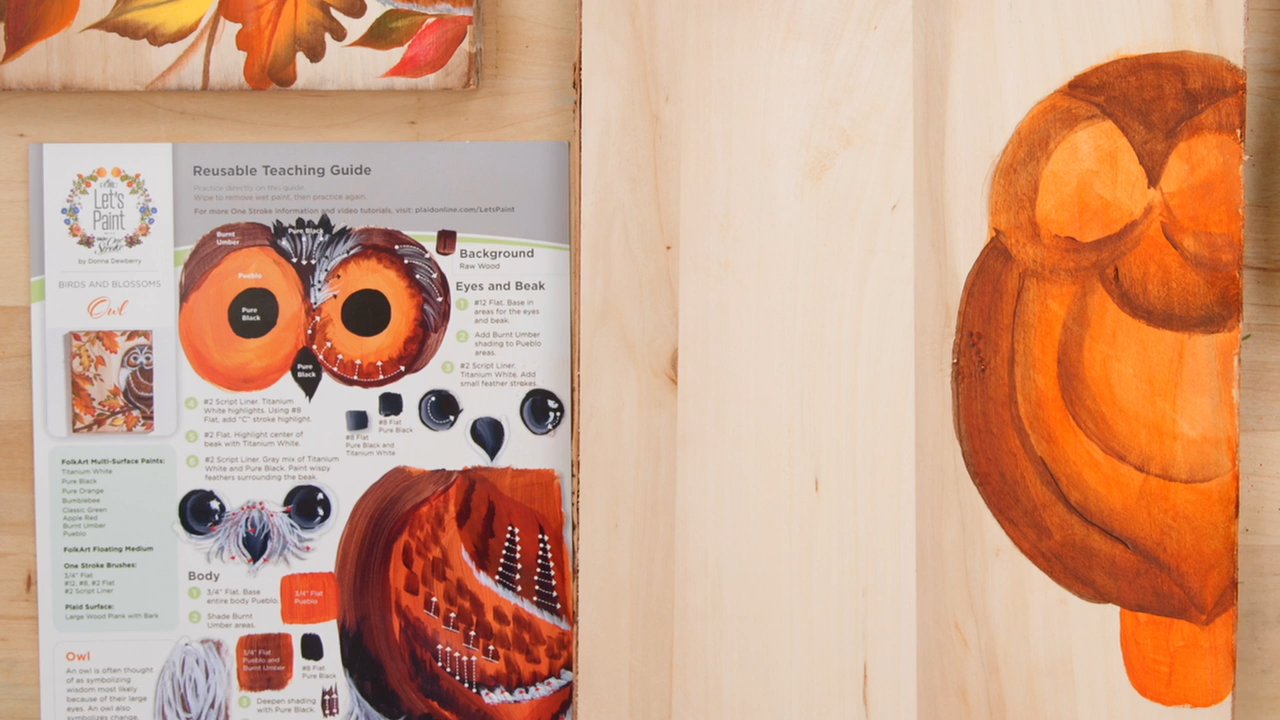 Reusable Teaching Guide
Practice directly on this guide.
Wipe to remove wet paint, then practice again.
For more One Stroke information and video tutorials, visit: plaidonline.com/LetsPaint
Let's
Paint
by Donna Dewberry
BIRDS AND BLOSSOMS
Owl
FolkArt Multi-Surface Paints:
Titanium White
Pure Black
Pure Orange
Bumblebee
Classic Green
Apple Red
Burnt Umber
Pueblo
FolkArt Floating Medium
One Stroke Brushes:
3/4" Flat
#12, #8, #2 Flat
#2 Script Liner
Plaid Surface:
Large Wood Plank with Bark
Owl
An owl is often thought
of as symbolizing
wisdom most likely
because of their large
eyes. An owl also
symbolizes change,
Burnt
Umber
Pure Black
Pueblo
Pure
Black
Pure
Black
Background
Raw Wood
Eyes and Beak
1 #12 Flat. Base in
areas for the eyes
and beak.
2 Add Burnt Umber
shading to Pueblo
areas.
3 #2 Script Liner.
Titanium White. Add
small feather strokes.
4 #2 Script Liner. Titanium
White highlights. Using #8
Flat, add "C" stroke highlight.
5 #2 Flat. Highlight center of
beak with Titanium White.
6 #2 Script Liner. Gray mix of Titanium
White and Pure Black. Paint wispy
feathers surrounding the beak.
#8 Flat
Pure Black
#8 Flat
Pure Black and
Titanium White
Body
1 3/4" Flat. Base
entire body Pueblo.
2 Shade Burnt
Umber areas.
3/4" Flat
Pueblo
3/4" Flat
Pueblo and
Burnt Umber
#8 Flat
Pure Black
3 Deepen shading
with Pure Black.